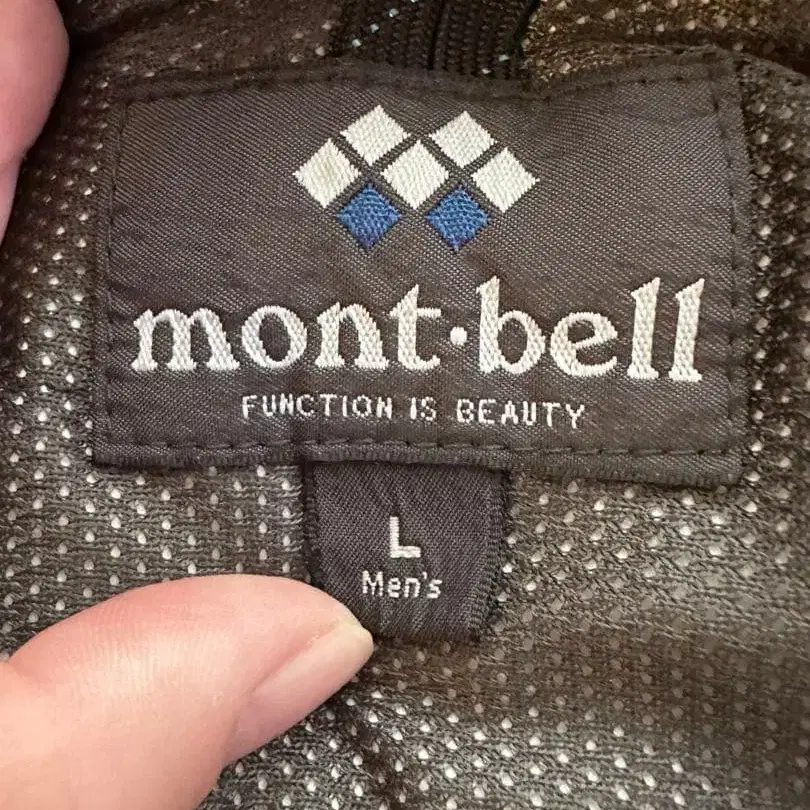 mont·bell
FUNCTION IS BEAUTY
L
Men's